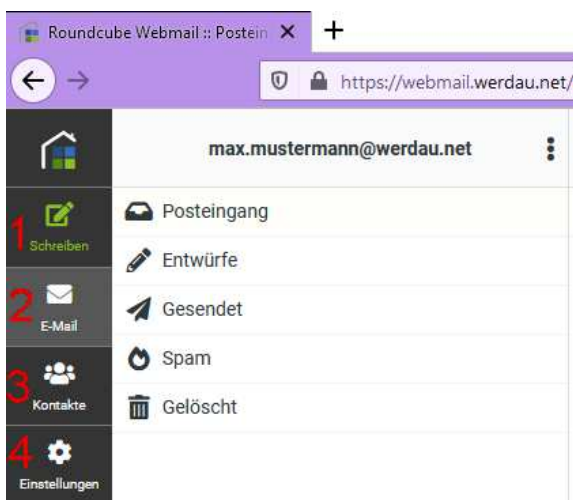 Roundcube Webmail :: Postein
https://webmail.werdau.net/
max.mustermann@werdau.net
1 Schreiben
2 E-Mail
3 Kontakte
4 Einstellungen
Posteingang
Entwürfe
Gesendet
Spam
Gelöscht